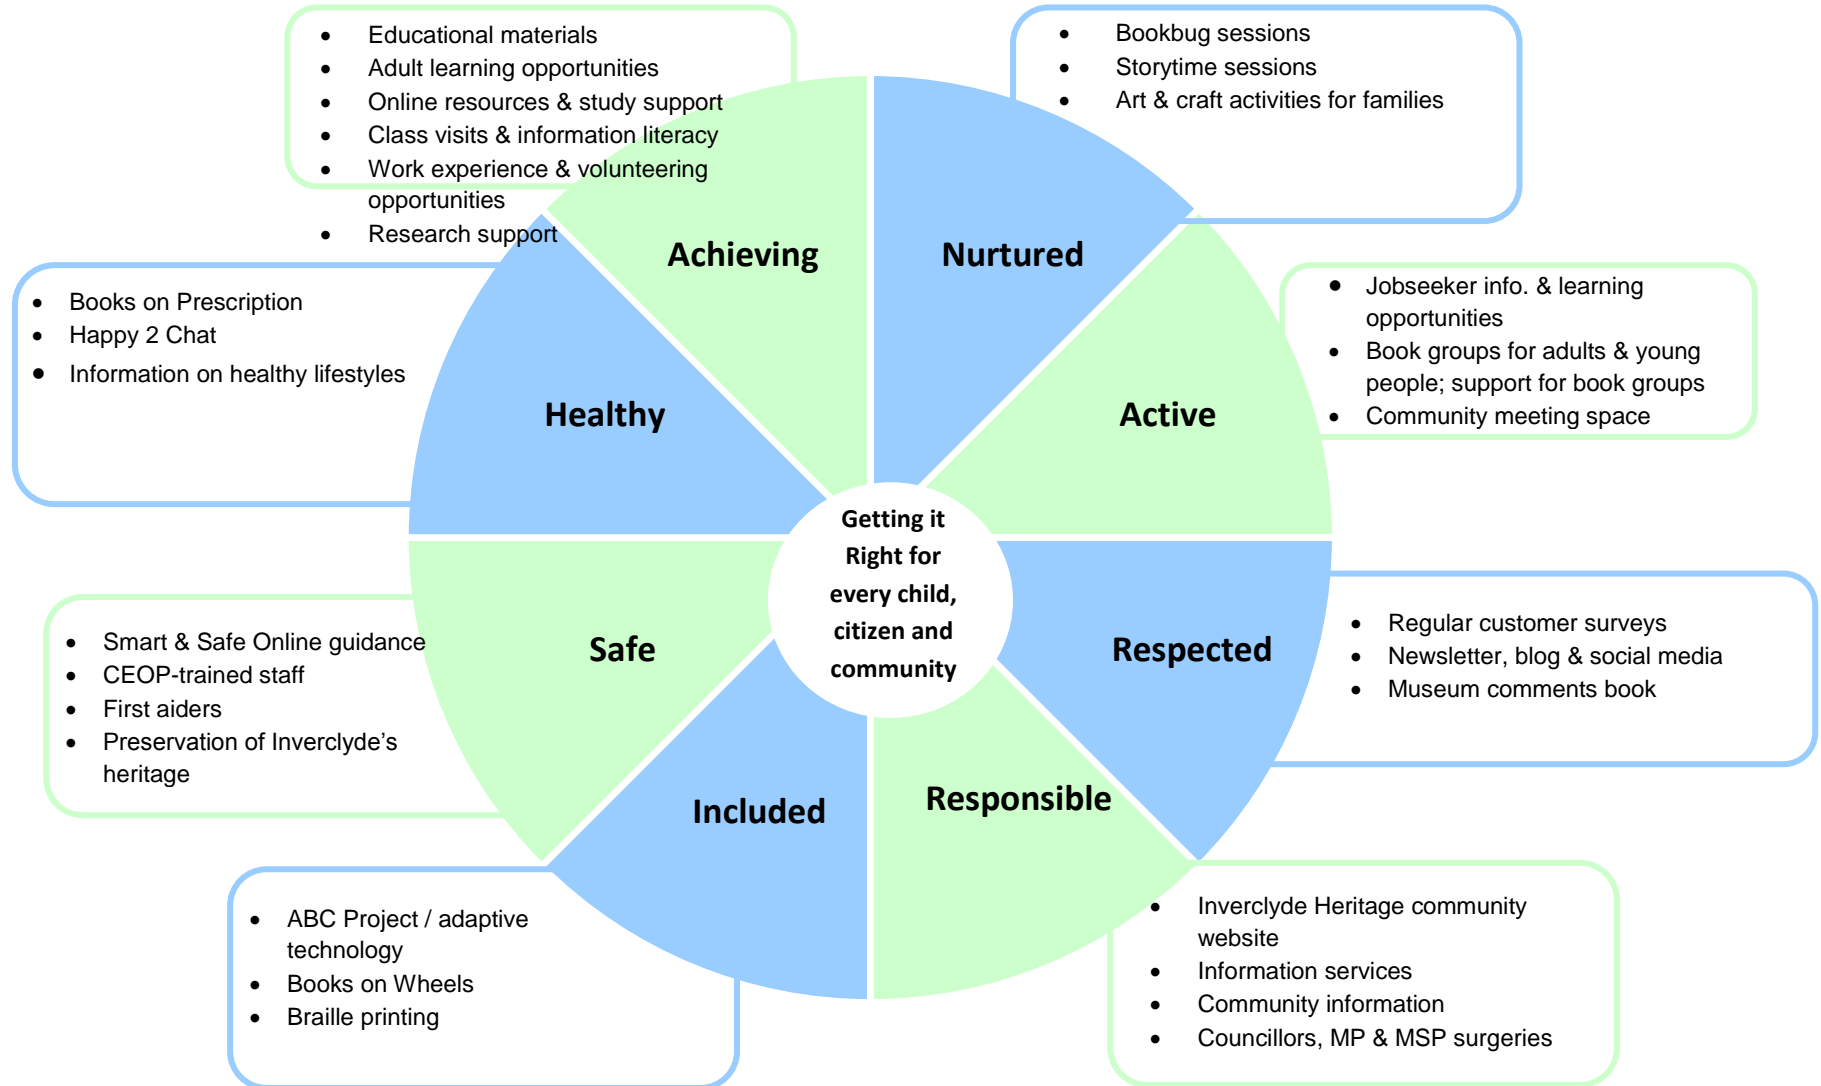 • Educational materials
• Adult learning opportunities
• Online resources & study support
• Class visits & information literacy
• Work experience & volunteering
opportunities
• Research support
• Bookbug sessions
• Storytime sessions
• Art & craft activities for families
Achieving
Nurtured
• Books on Prescription
• Happy 2 Chat
• Information on healthy lifestyles
Healthy
Active
• Jobseeker info. & learning
opportunities
• Book groups for adults & young
people; support for book groups
• Community meeting space
Getting it
Right for
every child,
citizen and
community
• Smart & Safe Online guidance
• CEOP-trained staff
• First aiders
• Preservation of Inverclyde’s
heritage
Safe
Respected
• Regular customer surveys
• Newsletter, blog & social media
• Museum comments book
Included
Responsible
• ABC Project / adaptive
technology
• Books on Wheels
• Braille printing
• Inverclyde Heritage community
website
• Information services
• Community information
• Councillors, MP & MSP surgeries